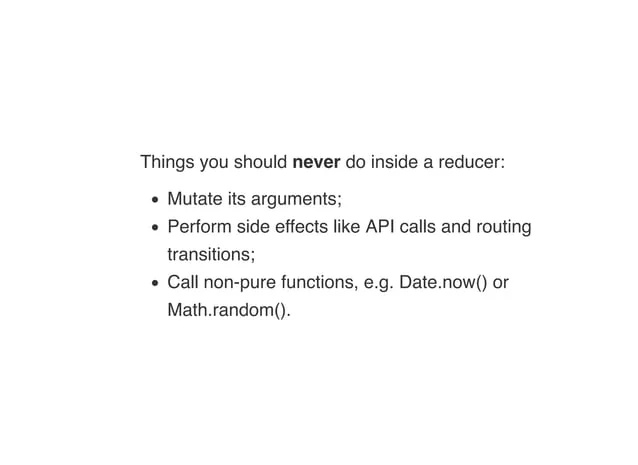 Things you should never do inside a reducer:
• Mutate its arguments;
• Perform side effects like API calls and routing
transitions;
• Call non-pure functions, e.g. Date.now() or
Math.random().